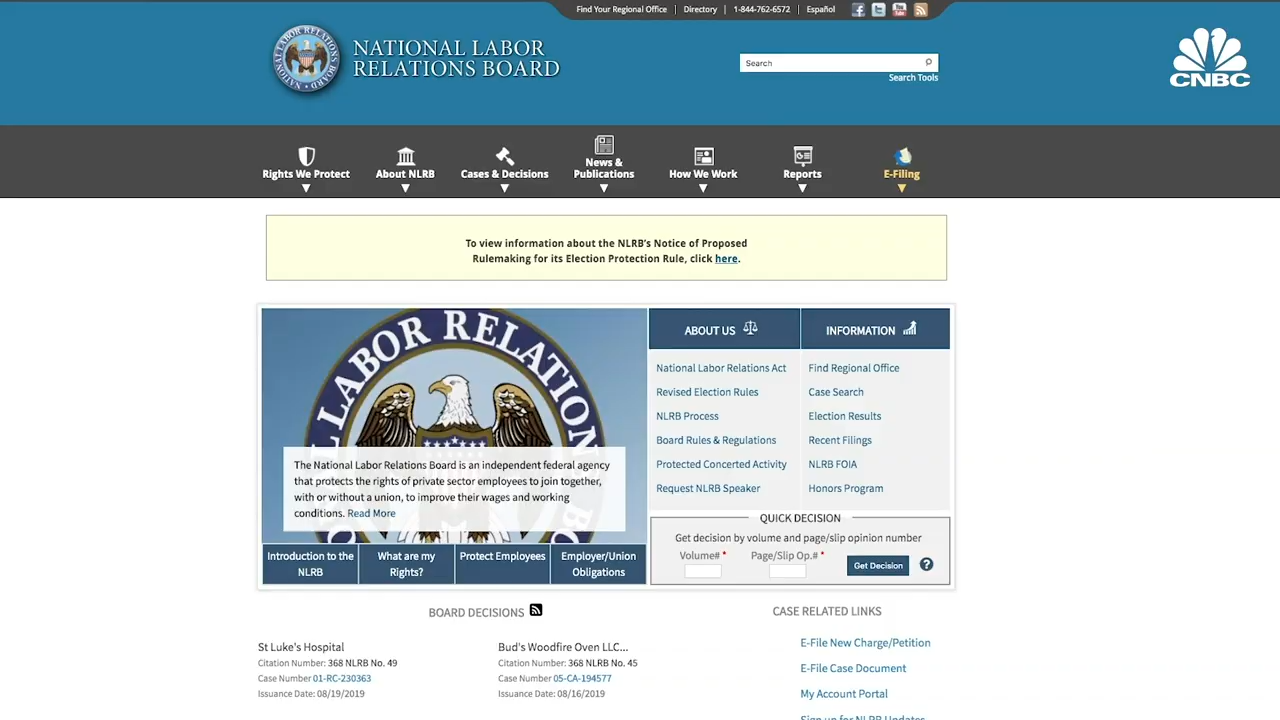 Find Your Regional Office | Directory | 1-844-762-6572 | Español
NATIONAL LABOR
RELATIONS BOARD
NATIONAL LABOR RELATIONS BOARD
Search
Search Tools
CNBC
Rights We Protect
About NLRB
Cases & Decisions
News &
Publications
How We Work
Reports
E-Filing
To view information about the NLRB's Notice of Proposed
Rulemaking for its Election Protection Rule, click here.
LABOR RELATION
The National Labor Relations Board is an independent federal agency
that protects the rights of private sector employees to join together,
with or without a union, to improve their wages and working
conditions. Read More
Introduction to the
NLRB
What are my
Rights?
Protect Employees
Employer/Union
Obligations
ABOUT US
National Labor Relations Act
Revised Election Rules
NLRB Process
Board Rules & Regulations
Protected Concerted Activity
Request NLRB Speaker
INFORMATION
Find Regional Office
Case Search
Election Results
Recent Filings
NLRB FOIA
Honors Program
QUICK DECISION
Get decision by volume and page/slip opinion number
Volume# * Page/Slip Op.# *
Get Decision ?
BOARD DECISIONS
St Luke's Hospital
Citation Number: 368 NLRB No. 49
Case Number 01-RC-230363
Issuance Date: 08/19/2019
Bud's Woodfire Oven LLC...
Citation Number: 368 NLRB No. 45
Case Number 05-CA-194577
Issuance Date: 08/16/2019
CASE RELATED LINKS
E-File New Charge/Petition
E-File Case Document
My Account Portal
Sign up for NLRB Updates